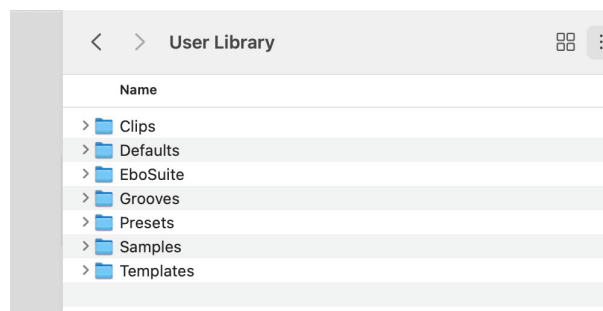 User Library
Name
Clips
Defaults
EboSuite
Grooves
Presets
Samples
Templates